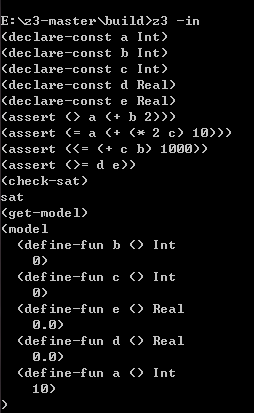 E:\z3-master\build>z3 -in
(declare-const a Int)
(declare-const b Int)
(declare-const c Int)
(declare-const d Real)
(declare-const e Real)
(assert (> a (+ b 2)))
(assert (= a (+ (* 2 c) 10)))
(assert (<= (+ c b) 1000))
(assert (>= d e))
(check-sat)
sat
(get-model)
(model
(define-fun b () Int
0)
(define-fun c () Int
0)
(define-fun e () Real
0.0)
(define-fun d () Real
0.0)
(define-fun a () Int
10)
)